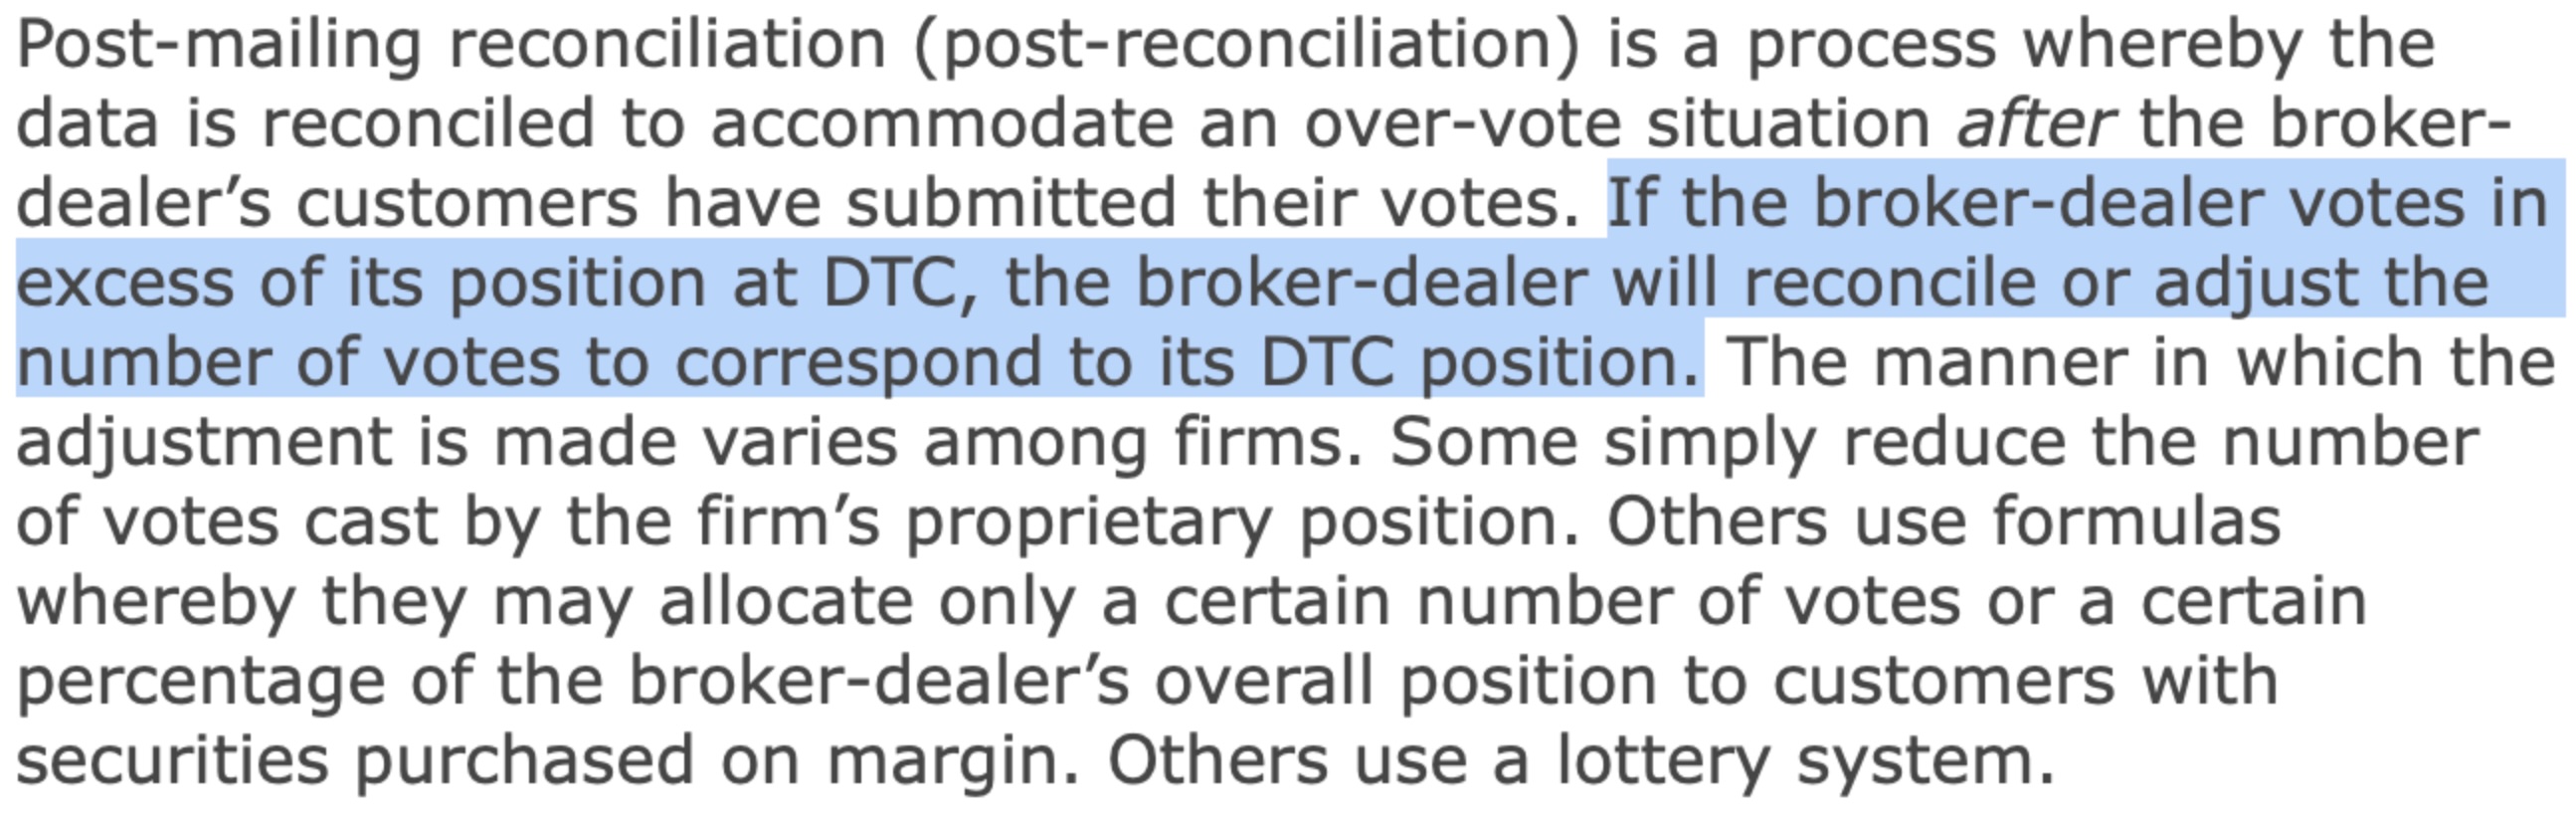 Post-mailing reconciliation (post-reconciliation) is a process whereby the
data is reconciled to accommodate an over-vote situation after the broker-
dealer’s customers have submitted their votes. If the broker-dealer votes in
excess of its position at DTC, the broker-dealer will reconcile or adjust the
number of votes to correspond to its DTC position. The manner in which the
adjustment is made varies among firms. Some simply reduce the number
of votes cast by the firm’s proprietary position. Others use formulas
whereby they may allocate only a certain number of votes or a certain
percentage of the broker-dealer’s overall position to customers with
securities purchased on margin. Others use a lottery system.